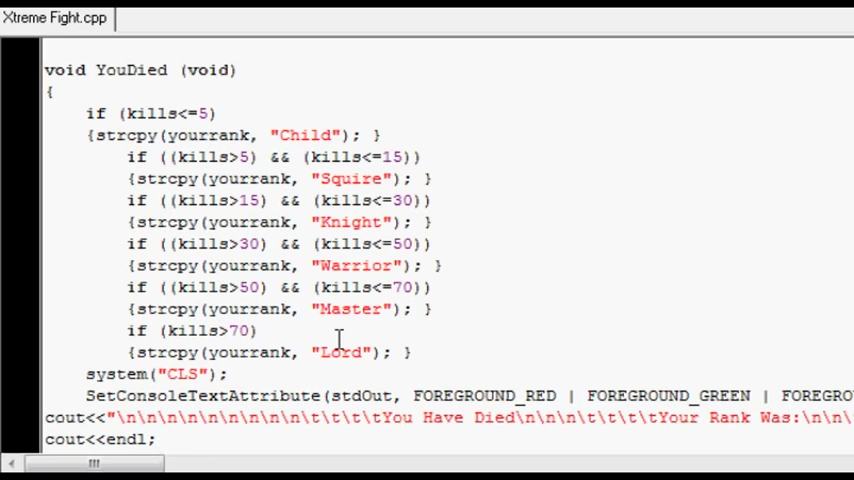 Xtreme Fight.cpp
void YouDied (void)
{
if (kills<=5)
{strcpy(yourrank, "Child"); }
if ((kills>5) && (kills<=15))
{strcpy(yourrank, "Squire"); }
if ((kills>15) && (kills<=30))
{strcpy(yourrank, "Knight"); }
if ((kills>30) && (kills<=50))
{strcpy(yourrank, "Warrior"); }
if ((kills>50) && (kills<=70))
{strcpy(yourrank, "Master"); }
if (kills>70)
{strcpy(yourrank, "Lord"); }
system("CLS");
SetConsoleTextAttribute(stdOut, FOREGROUND_RED | FOREGROUND_GREEN | FOREGRO
cout<<"\n\n\n\n\n\n\n\n\n\t\t\t\tYou Have Died\n\n\n\t\t\t\tYour Rank Was:\n\n\
cout<<endl;